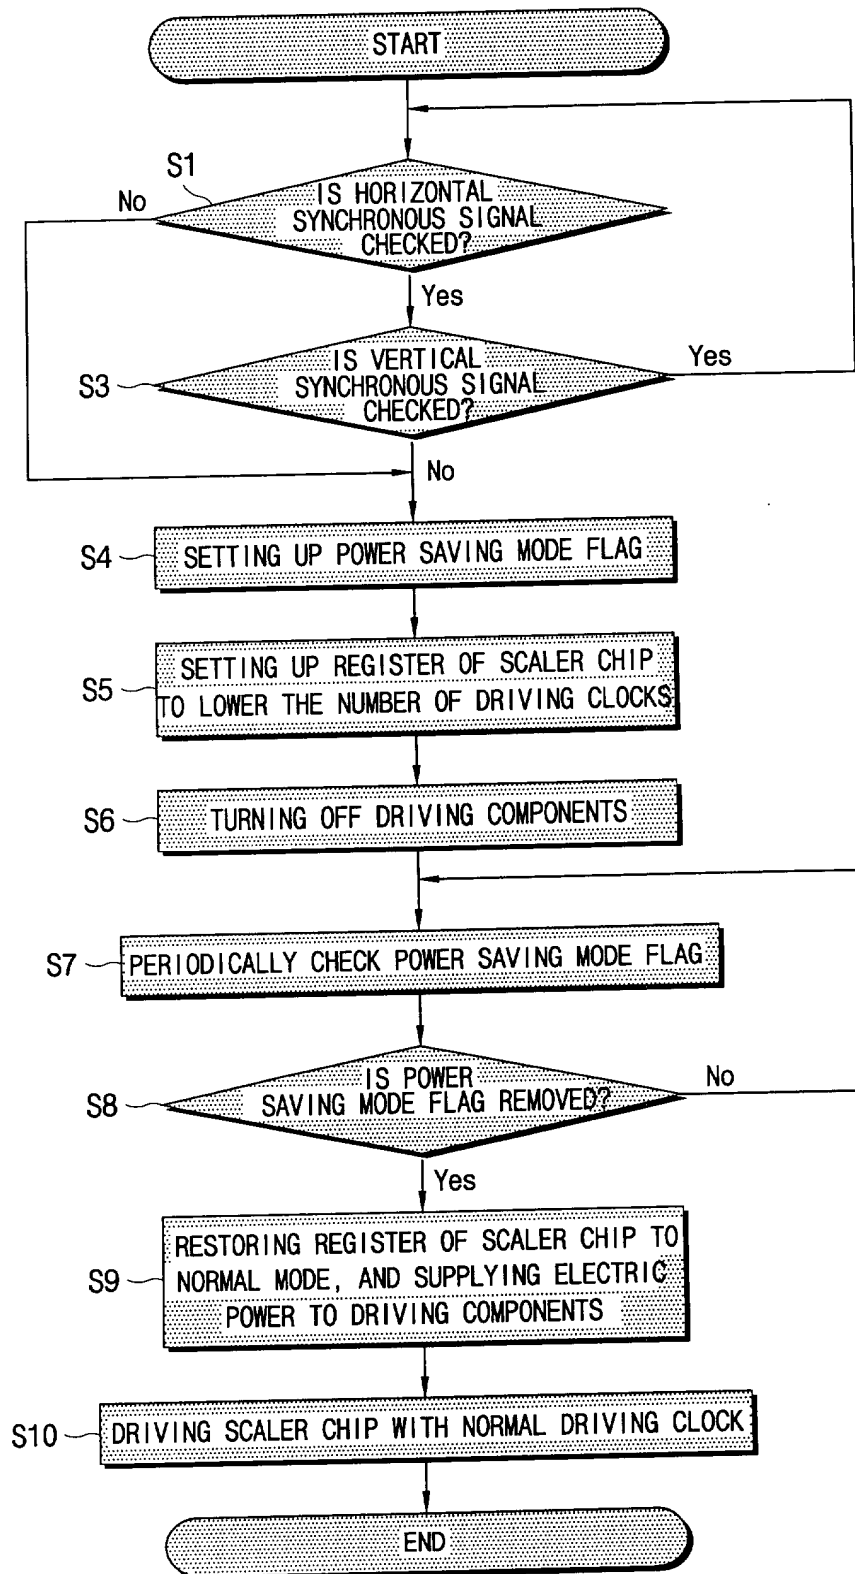 START
S1
No
IS HORIZONTAL
SYNCHRONOUS SIGNAL
CHECKED?
Yes
S3
IS VERTICAL
SYNCHRONOUS SIGNAL
CHECKED?
Yes
No
S4
SETTING UP POWER SAVING MODE FLAG
S5
SETTING UP REGISTER OF SCALER CHIP
TO LOWER THE NUMBER OF DRIVING CLOCKS
S6
TURNING OFF DRIVING COMPONENTS
S7
PERIODICALLY CHECK POWER SAVING MODE FLAG
S8
IS POWER
SAVING MODE FLAG REMOVED?
No
Yes
S9
RESTORING REGISTER OF SCALER CHIP TO
NORMAL MODE, AND SUPPLYING ELECTRIC
POWER TO DRIVING COMPONENTS
S10
DRIVING SCALER CHIP WITH NORMAL DRIVING CLOCK
END